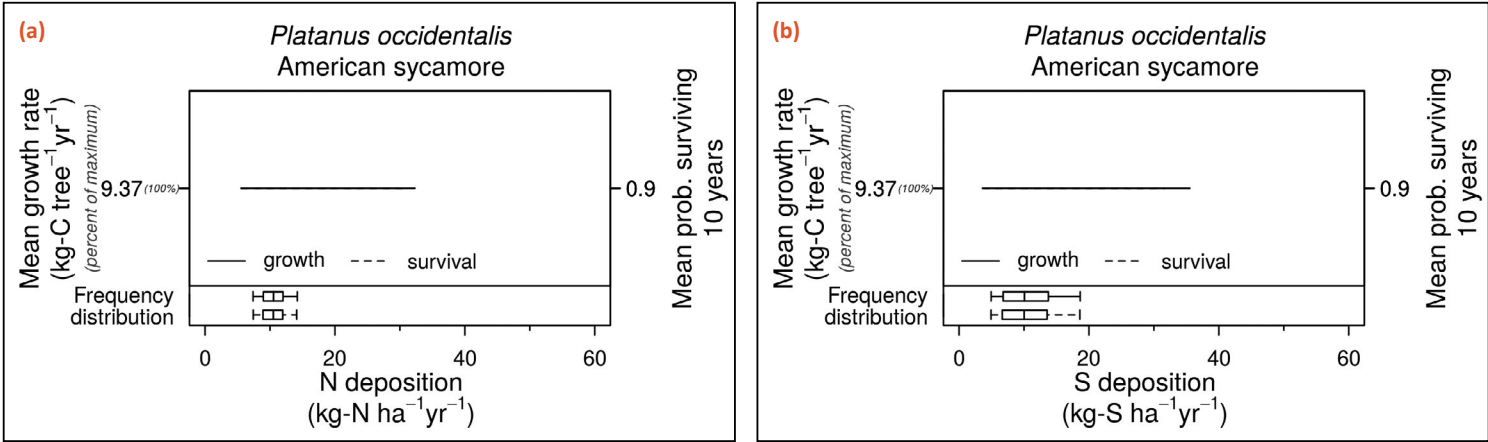 (a)
Platanus occidentalis
American sycamore
Mean growth rate
(kg-C tree⁻¹yr⁻¹)
(percent of maximum)
9.37(100%)
0.9
Mean prob. surviving
10 years
growth
survival
Frequency
distribution
0
20
40
60
N deposition
(kg-N ha⁻¹yr⁻¹)
(b)
Platanus occidentalis
American sycamore
Mean growth rate
(kg-C tree⁻¹yr⁻¹)
(percent of maximum)
9.37(100%)
0.9
Mean prob. surviving
10 years
growth
survival
Frequency
distribution
0
20
40
60
S deposition
(kg-S ha⁻¹yr⁻¹)